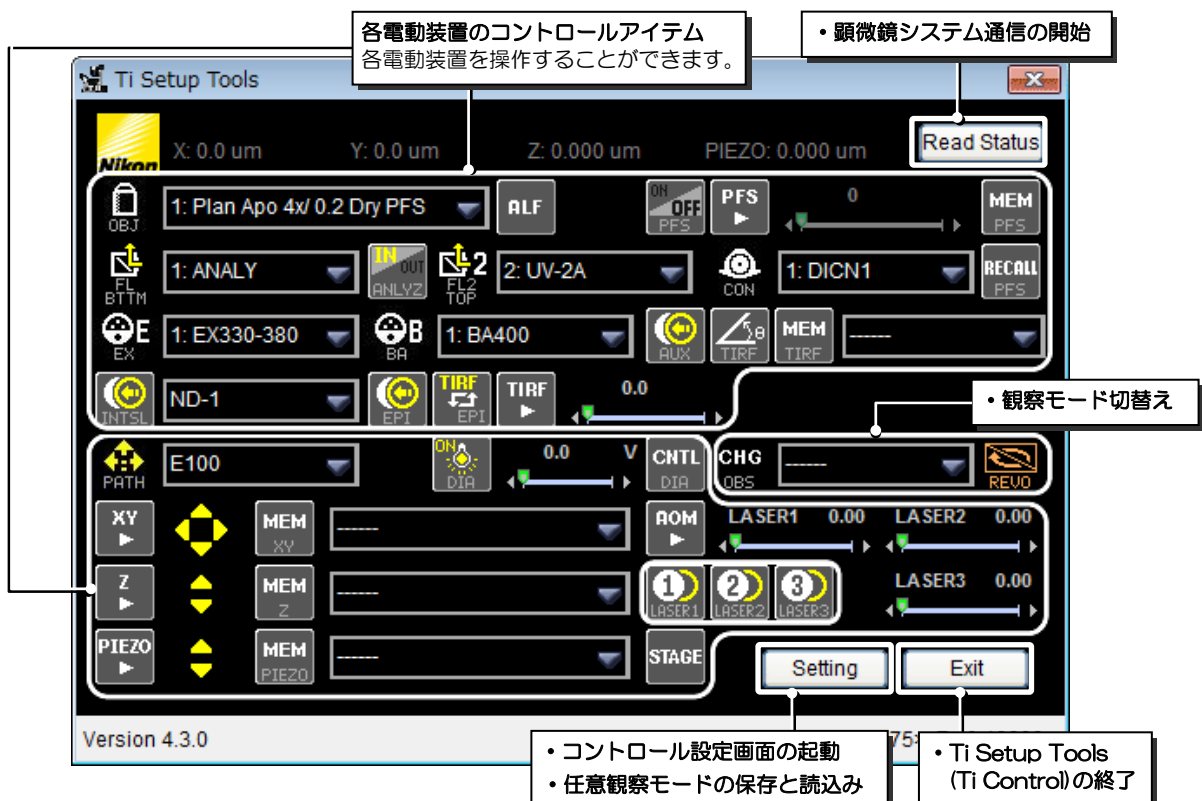 各電動装置のコントロールアイテム
各電動装置を操作することができます。
・顕微鏡システム通信の開始
Ti Setup Tools
Nikon X: 0.0 um Y: 0.0 um Z: 0.000 um PIEZO: 0.000 um Read Status
OBJ 1: Plan Apo 4x/ 0.2 Dry PFS ALF ON OFF PFS PFS 0 MEM PFS
FL BTTM 1: ANALY IN OUT ANLYZ 2 FL2 TOP 2: UV-2A CON 1: DICN1 RECALL PFS
E EX 1: EX330-380 B BA 1: BA400 AUX θ TIRF MEM TIRF ------
INTSL ND-1 EPI TIRF EPI TIRF 0.0
・観察モード切替え
PATH E100 ON DIA 0.0 V CNTL DIA CHG OBS ------ REVO
XY MEM XY ------ AOM LASER1 0.00 LASER2 0.00
Z MEM Z ------ 1 LASER1 2 LASER2 3 LASER3 LASER3 0.00
PIEZO MEM PIEZO ------ STAGE
Setting Exit
Version 4.3.0
・コントロール設定画面の起動
・任意観察モードの保存と読込み
・Ti Setup Tools
(Ti Control)の終了